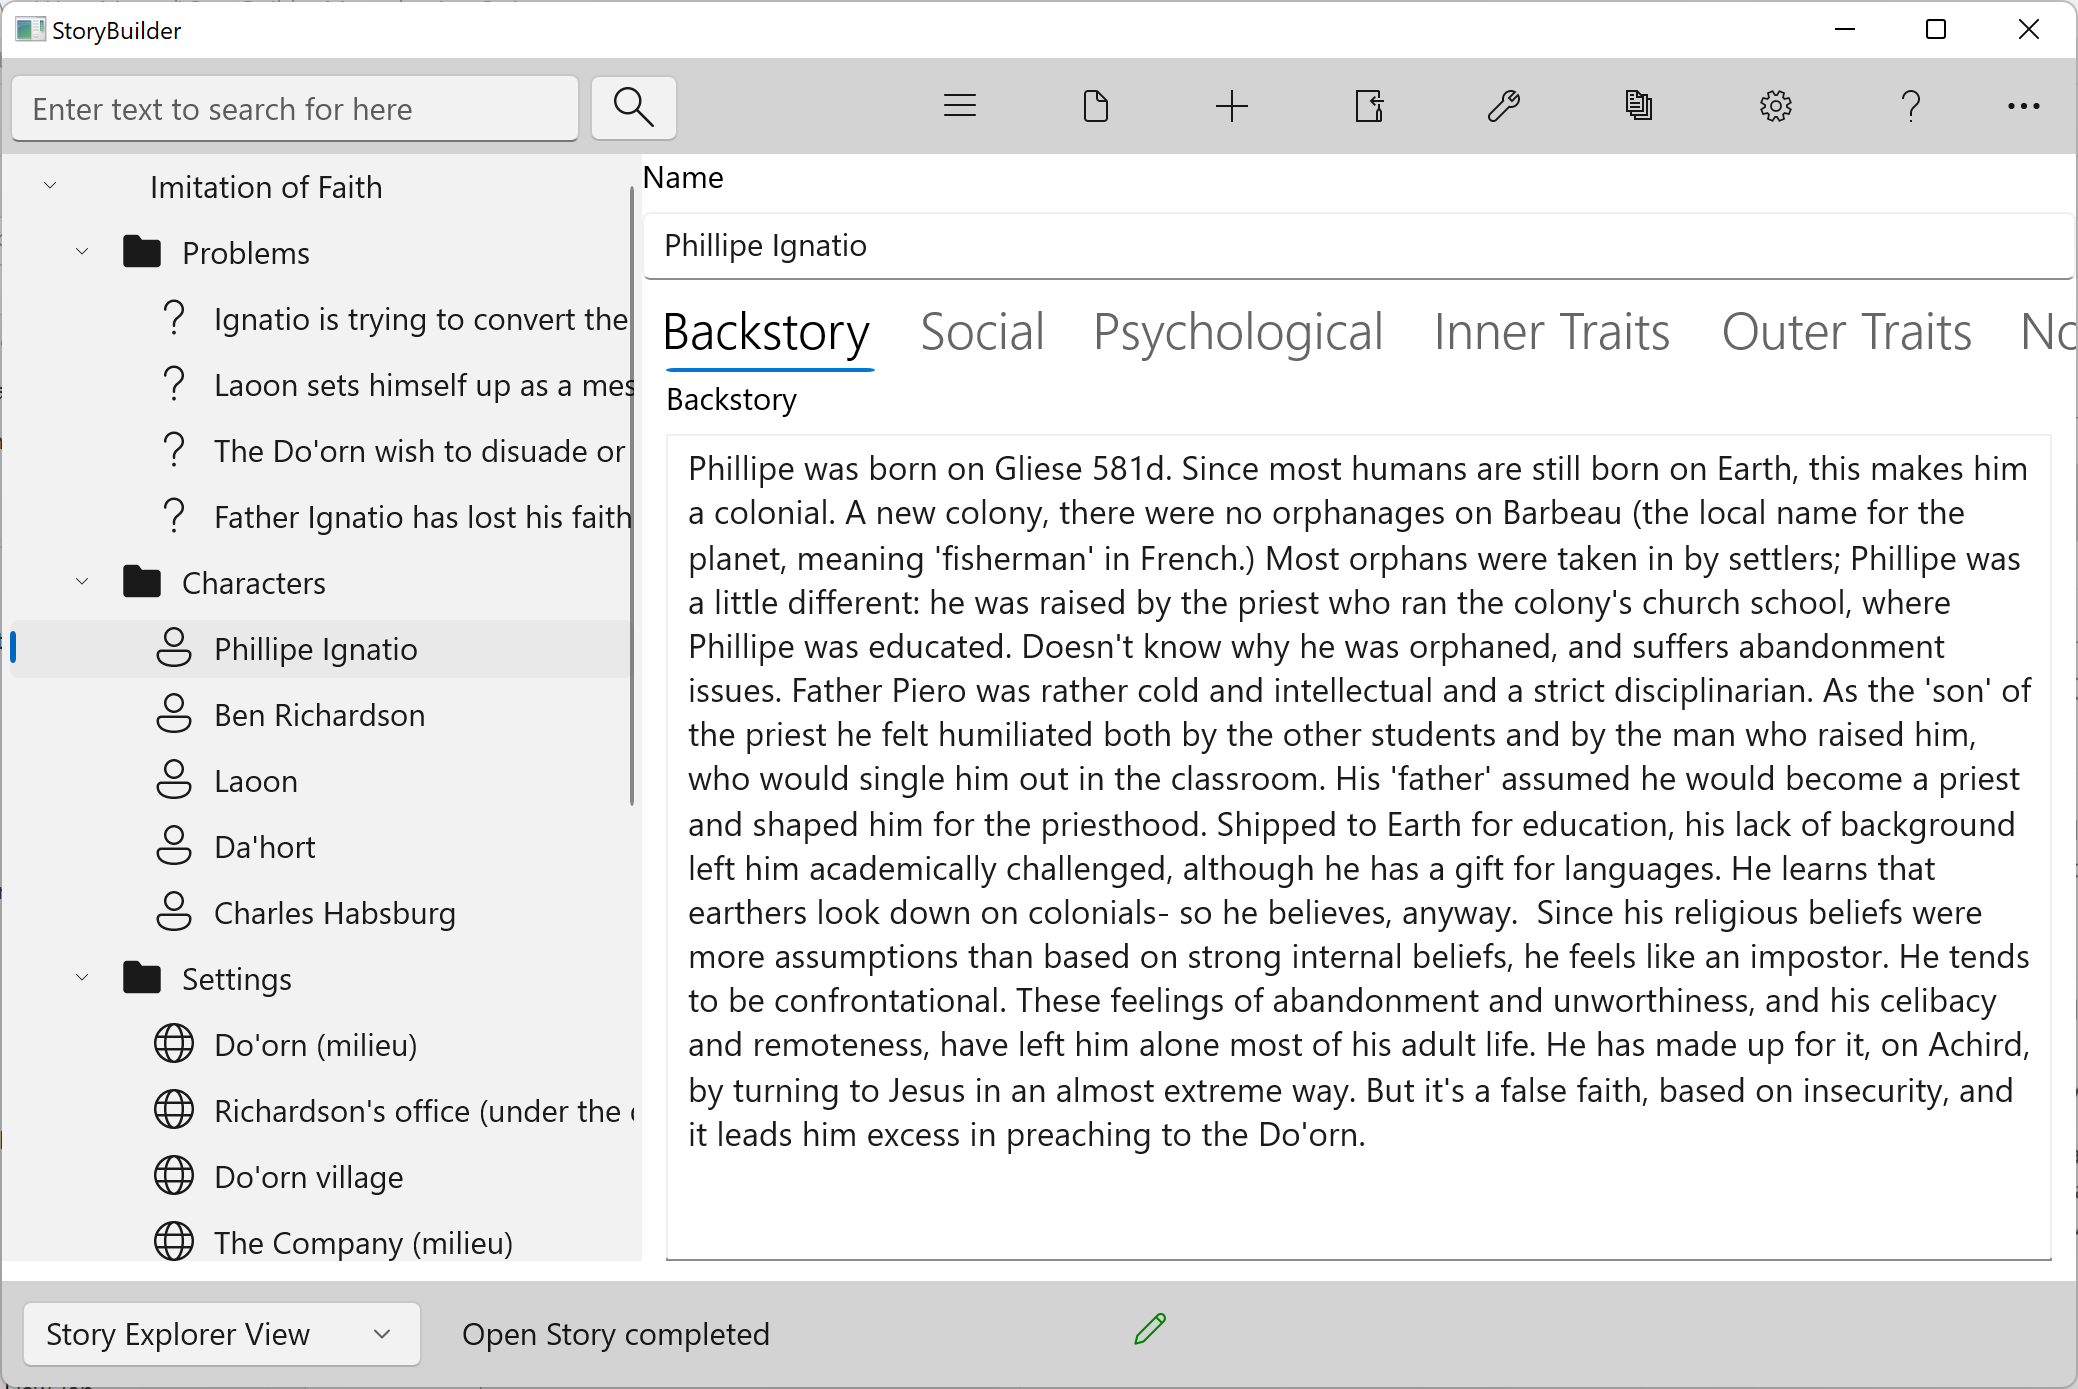 StoryBuilder
Enter text to search for here
Imitation of Faith
Problems
Ignatio is trying to convert the
Laoon sets himself up as a mes
The Do'orn wish to disuade or
Father Ignatio has lost his faith
Characters
Phillipe Ignatio
Ben Richardson
Laoon
Da'hort
Charles Habsburg
Settings
Do'orn (milieu)
Richardson's office (under the
Do'orn village
The Company (milieu)
Name
Phillipe Ignatio
Backstory Social Psychological Inner Traits Outer Traits No
Backstory
Phillipe was born on Gliese 581d. Since most humans are still born on Earth, this makes him
a colonial. A new colony, there were no orphanages on Barbeau (the local name for the
planet, meaning 'fisherman' in French.) Most orphans were taken in by settlers; Phillipe was
a little different: he was raised by the priest who ran the colony's church school, where
Phillipe was educated. Doesn't know why he was orphaned, and suffers abandonment
issues. Father Piero was rather cold and intellectual and a strict disciplinarian. As the 'son' of
the priest he felt humiliated both by the other students and by the man who raised him,
who would single him out in the classroom. His 'father' assumed he would become a priest
and shaped him for the priesthood. Shipped to Earth for education, his lack of background
left him academically challenged, although he has a gift for languages. He learns that
earthers look down on colonials- so he believes, anyway.  Since his religious beliefs were
more assumptions than based on strong internal beliefs, he feels like an impostor. He tends
to be confrontational. These feelings of abandonment and unworthiness, and his celibacy
and remoteness, have left him alone most of his adult life. He has made up for it, on Achird,
by turning to Jesus in an almost extreme way. But it's a false faith, based on insecurity, and
it leads him excess in preaching to the Do'orn.
Story Explorer View
Open Story completed